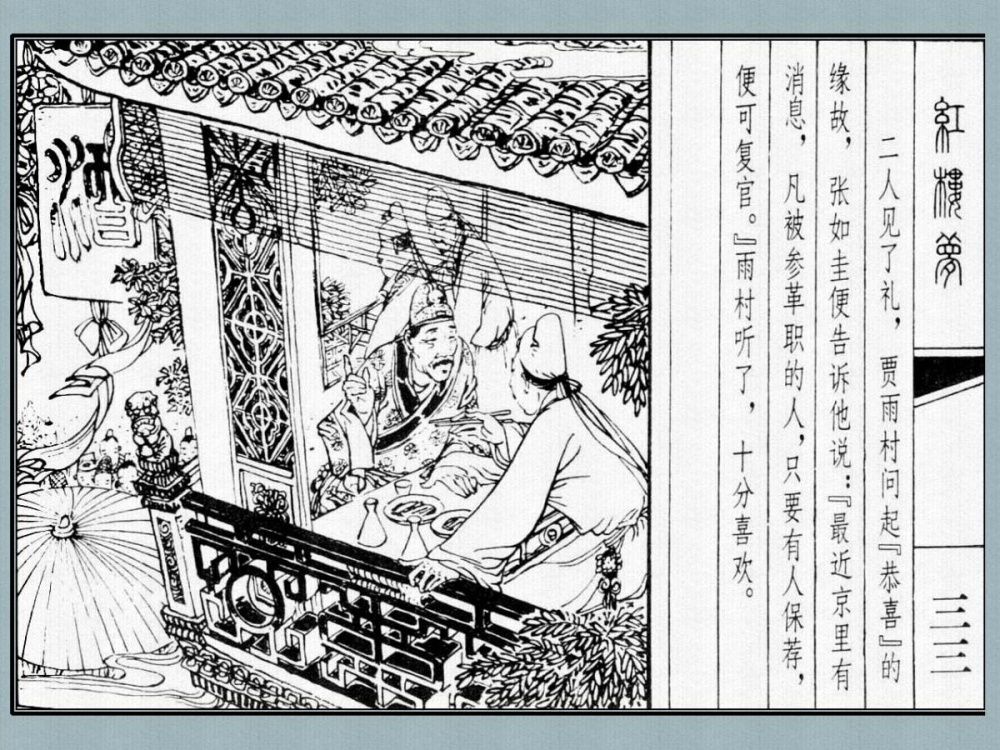 紅樓夢
三三
二人见了礼，贾雨村问起『恭喜』的
缘故，张如圭便告诉他说：『最近京里有
消息，凡被参革职的人，只要有人保荐，
便可复官。』雨村听了，十分喜欢。
酒